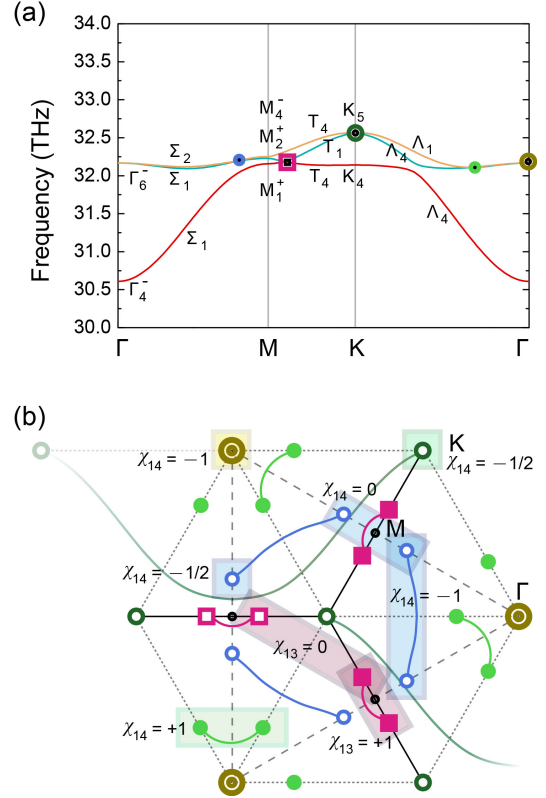 (a)
34.0
33.5
33.0
32.5
32.0
31.5
31.0
30.5
30.0
Frequency (THz)
Σ₂
Γ₆⁻
Σ₁
Σ₁
Γ₄⁻
M₄⁻
M₂⁺
M₁⁺
T₄
K₅
T₁
T₄
K₄
Λ₁
Λ₄
Λ₄
Γ
M
K
Γ
(b)
χ₁₄ = −1
K
χ₁₄ = −1/2
χ₁₄ = 0
M
χ₁₄ = −1/2
χ₁₄ = −1
Γ
χ₁₃ = 0
χ₁₄ = +1
χ₁₃ = +1